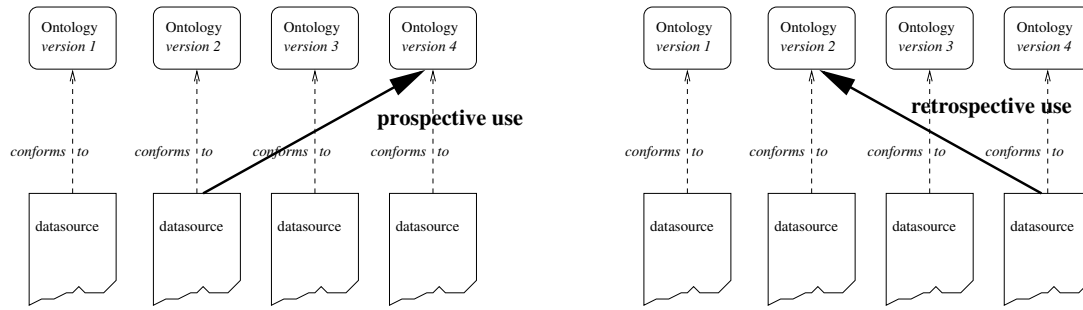 Ontology
version 1
Ontology
version 2
Ontology
version 3
Ontology
version 4
prospective use
conforms to
conforms to
conforms to
conforms to
datasource
datasource
datasource
datasource
Ontology
version 1
Ontology
version 2
Ontology
version 3
Ontology
version 4
retrospective use
conforms to
conforms to
conforms to
conforms to
datasource
datasource
datasource
datasource